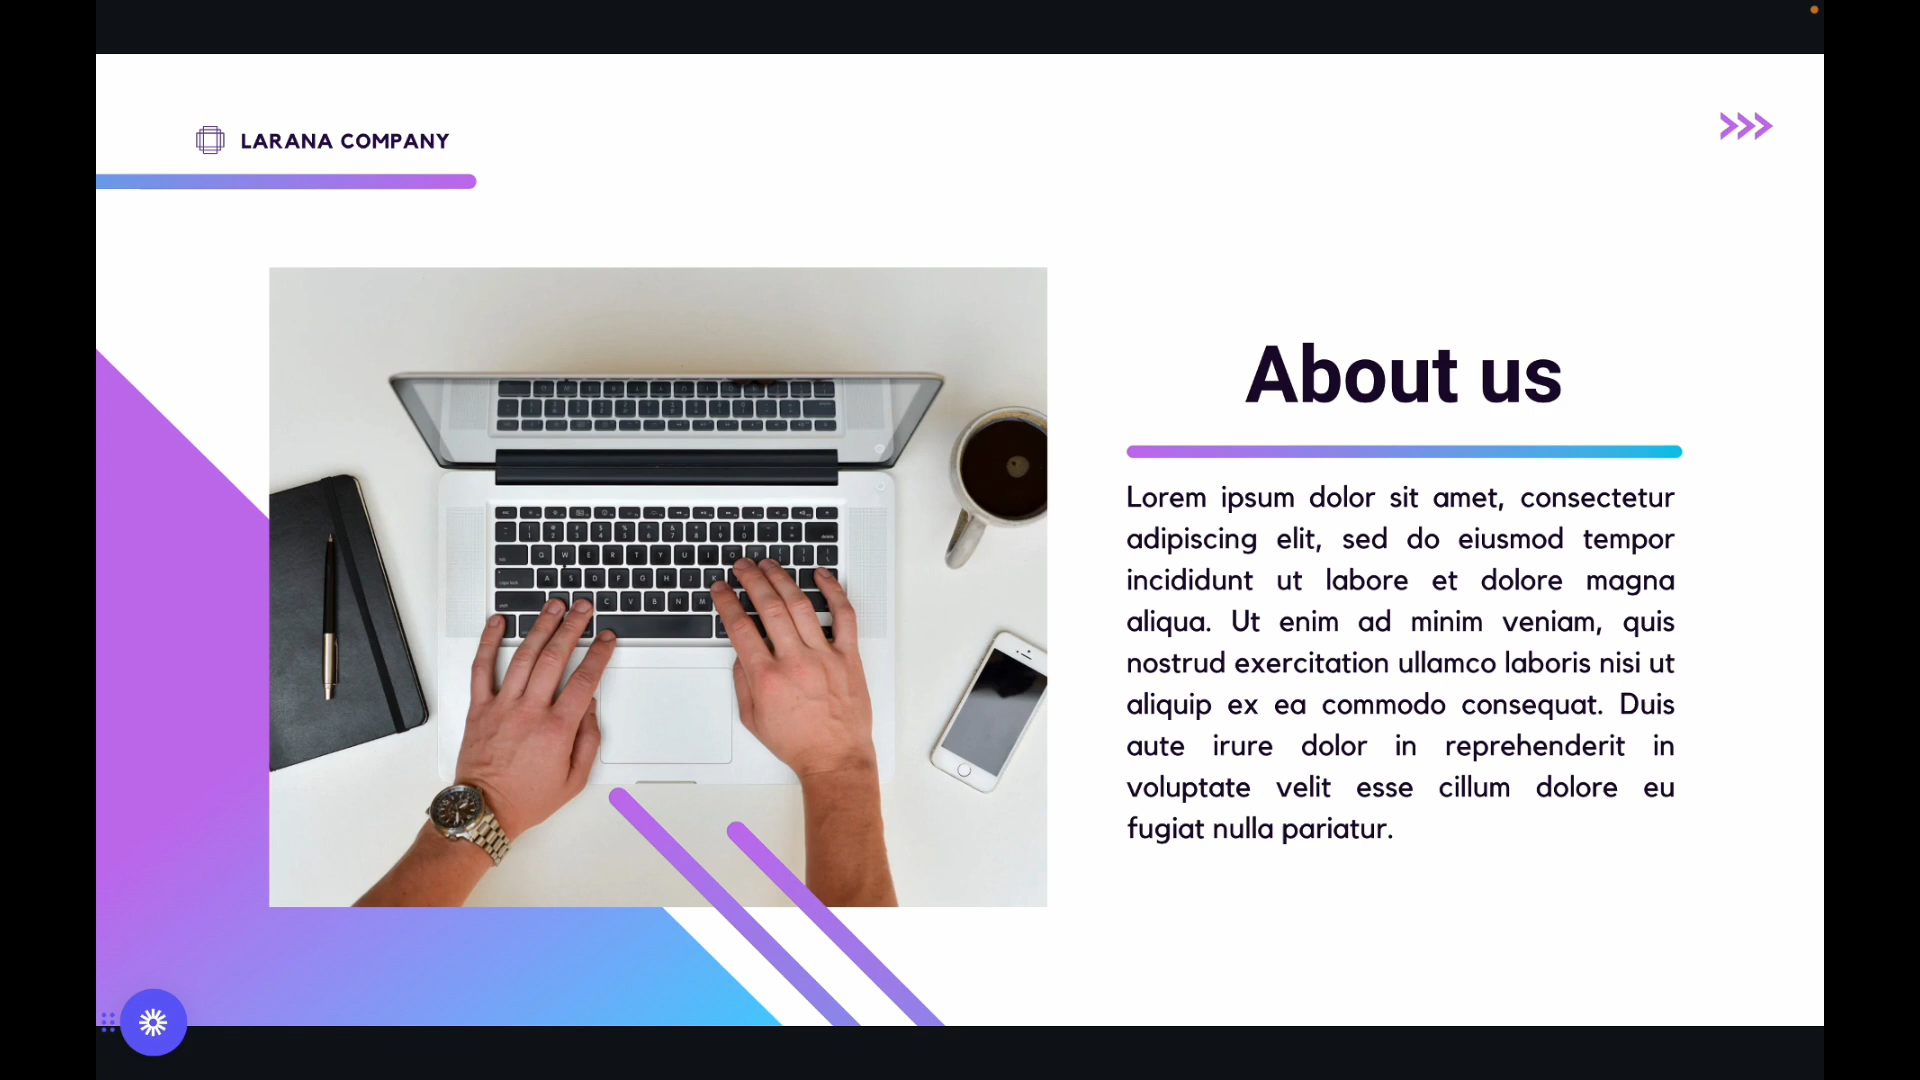 LARANA COMPANY
About us
Lorem ipsum dolor sit amet, consectetur
adipiscing elit, sed do eiusmod tempor
incididunt ut labore et dolore magna
aliqua. Ut enim ad minim veniam, quis
nostrud exercitation ullamco laboris nisi ut
aliquip ex ea commodo consequat. Duis
aute irure dolor in reprehenderit in
voluptate velit esse cillum dolore eu
fugiat nulla pariatur.